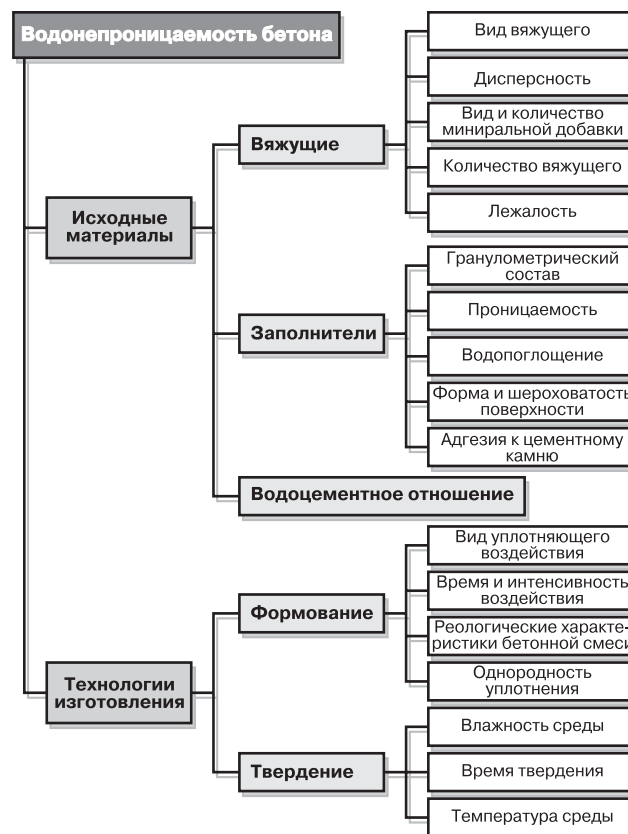 Водонепроницаемость бетона
Исходные
материалы
Вяжущие
Вид вяжущего
Дисперсность
Вид и количество
миниральной добавки
Количество вяжущего
Лежалость
Заполнители
Гранулометрический
состав
Проницаемость
Водопоглощение
Форма и шероховатость
поверхности
Адгезия к цементному
камню
Водоцементное отношение
Технологии
изготовления
Формование
Вид уплотняющего
воздействия
Время и интенсивность
воздействия
Реологические характе-
ристики бетонной смеси
Однородность
уплотнения
Твердение
Влажность среды
Время твердения
Температура среды